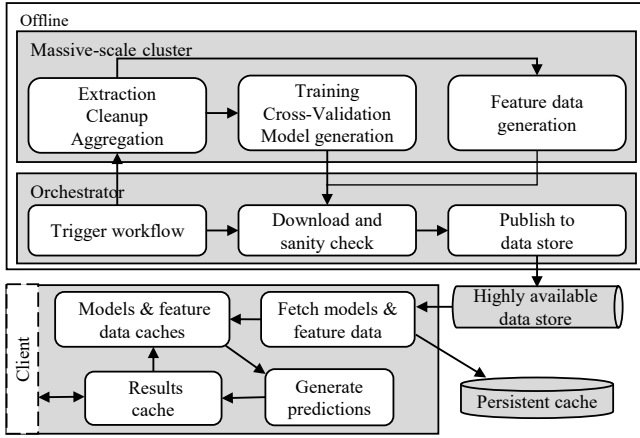 Offline
Massive-scale cluster
Extraction
Cleanup
Aggregation
Training
Cross-Validation
Model generation
Feature data
generation
Orchestrator
Trigger workflow
Download and
sanity check
Publish to
data store
Client
Models & feature
data caches
Fetch models &
feature data
Highly available
data store
Results
cache
Generate
predictions
Persistent cache